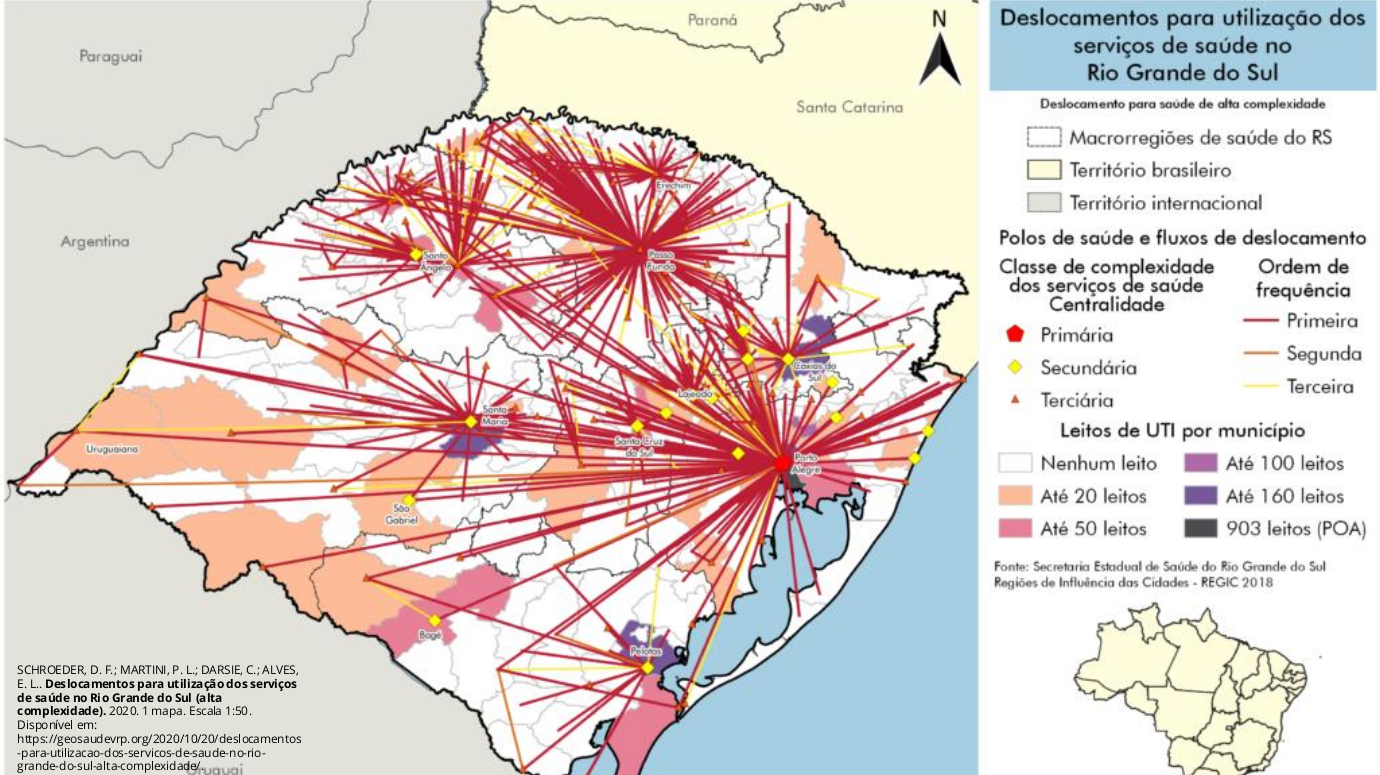 Paraná
N
Paraguai
Santa Catarina
Erechim
Argentina
Santo
Ângelo
Passo
Fundo
Caxias do
Sul
Lajeado
Santa
Maria
Uruguaiana
Santa Cruz
do Sul
Porto
Alegre
São
Gabriel
Bagé
Pelotas
SCHROEDER, D. F.; MARTINI, P. L.; DARSIE, C.; ALVES,
E. L.. Deslocamentos para utilização dos serviços
de saúde no Rio Grande do Sul (alta
complexidade). 2020. 1 mapa. Escala 1:50.
Disponível em:
https://geosaudevrp.org/2020/10/20/deslocamentos
-para-utilizacao-dos-servicos-de-saude-no-rio-
grande-do-sul-alta-complexidade/.
Uruguai
Deslocamentos para utilização dos
serviços de saúde no
Rio Grande do Sul
Deslocamento para saúde de alta complexidade
Macrorregiões de saúde do RS
Território brasileiro
Território internacional
Polos de saúde e fluxos de deslocamento
Classe de complexidade
dos serviços de saúde
Centralidade
Primária
Secundária
Terciária
Ordem de
frequência
Primeira
Segunda
Terceira
Leitos de UTI por município
Nenhum leito
Até 20 leitos
Até 50 leitos
Até 100 leitos
Até 160 leitos
903 leitos (POA)
Fonte: Secretaria Estadual de Saúde do Rio Grande do Sul
Regiões de Influência das Cidades - REGIC 2018